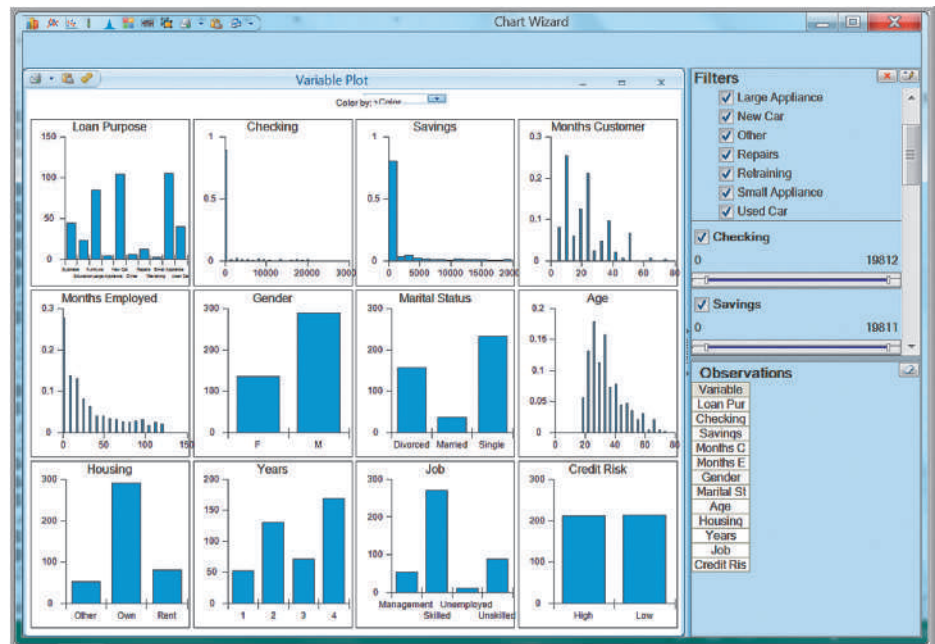 Chart Wizard
Variable Plot
Color by:
Loan Purpose
150
100
50
0
Checking
1
0.5
0
0 10000 20000 3000
Savings
1
0.5
0
0 5000 10000 15000 2000
Months Customer
0.3
0.2
0.1
0
0 20 40 60 80
Months Employed
0.3
0.2
0.1
0
0 50 100 150
Gender
300
200
100
0
F M
Marital Status
300
200
100
0
Divorced Married Single
Age
0.2
0.15
0.1
0.05
0
0 20 40 60 80
Housing
300
200
100
0
Other Own Rent
Years
200
150
100
50
0
1 2 3 4
Job
300
200
100
0
Management Unemployed
Skilled Unskilled
Credit Risk
300
200
100
0
High Low
Filters
Large Appliance
New Car
Other
Repairs
Retraining
Small Appliance
Used Car
Checking
0 19812
Savings
0 19811
Observations
Variable
Loan Pur
Checking
Savings
Months C
Months E
Gender
Marital St
Age
Housing
Years
Job
Credit Ris